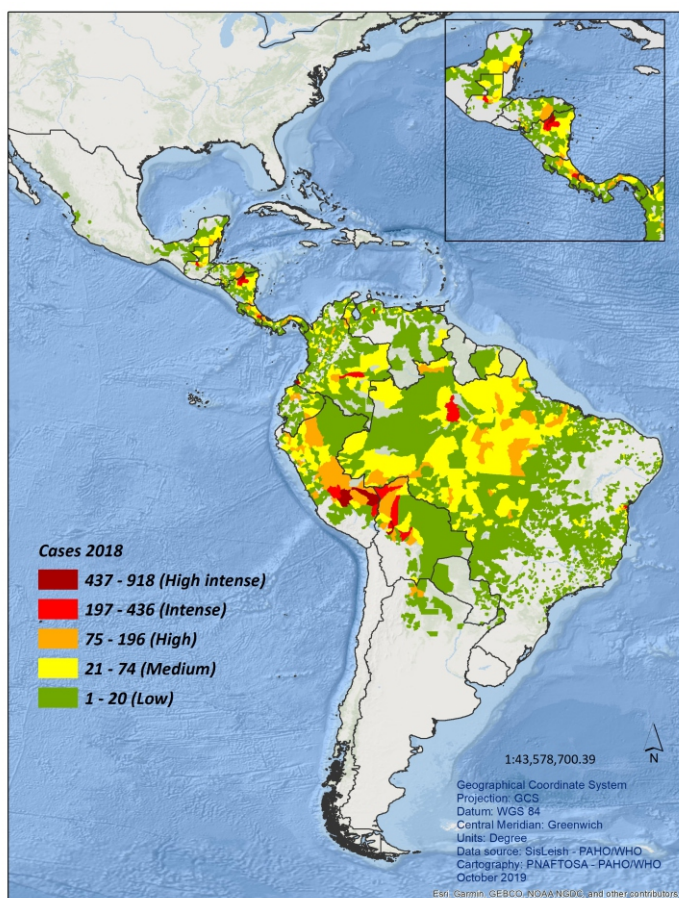 Cases 2018
437 - 918 (High intense)
197 - 436 (Intense)
75 - 196 (High)
21 - 74 (Medium)
1 - 20 (Low)
1:43,578,700.39
N
Geographical Coordinate System
Projection: GCS
Datum: WGS 84
Central Meridian: Greenwich
Units: Degree
Data source: SisLeish - PAHO/WHO
Cartography: PNAFTOSA - PAHO/WHO
October 2019
Esri, Garmin, GEBCO, NOAA NGDC, and other contributors